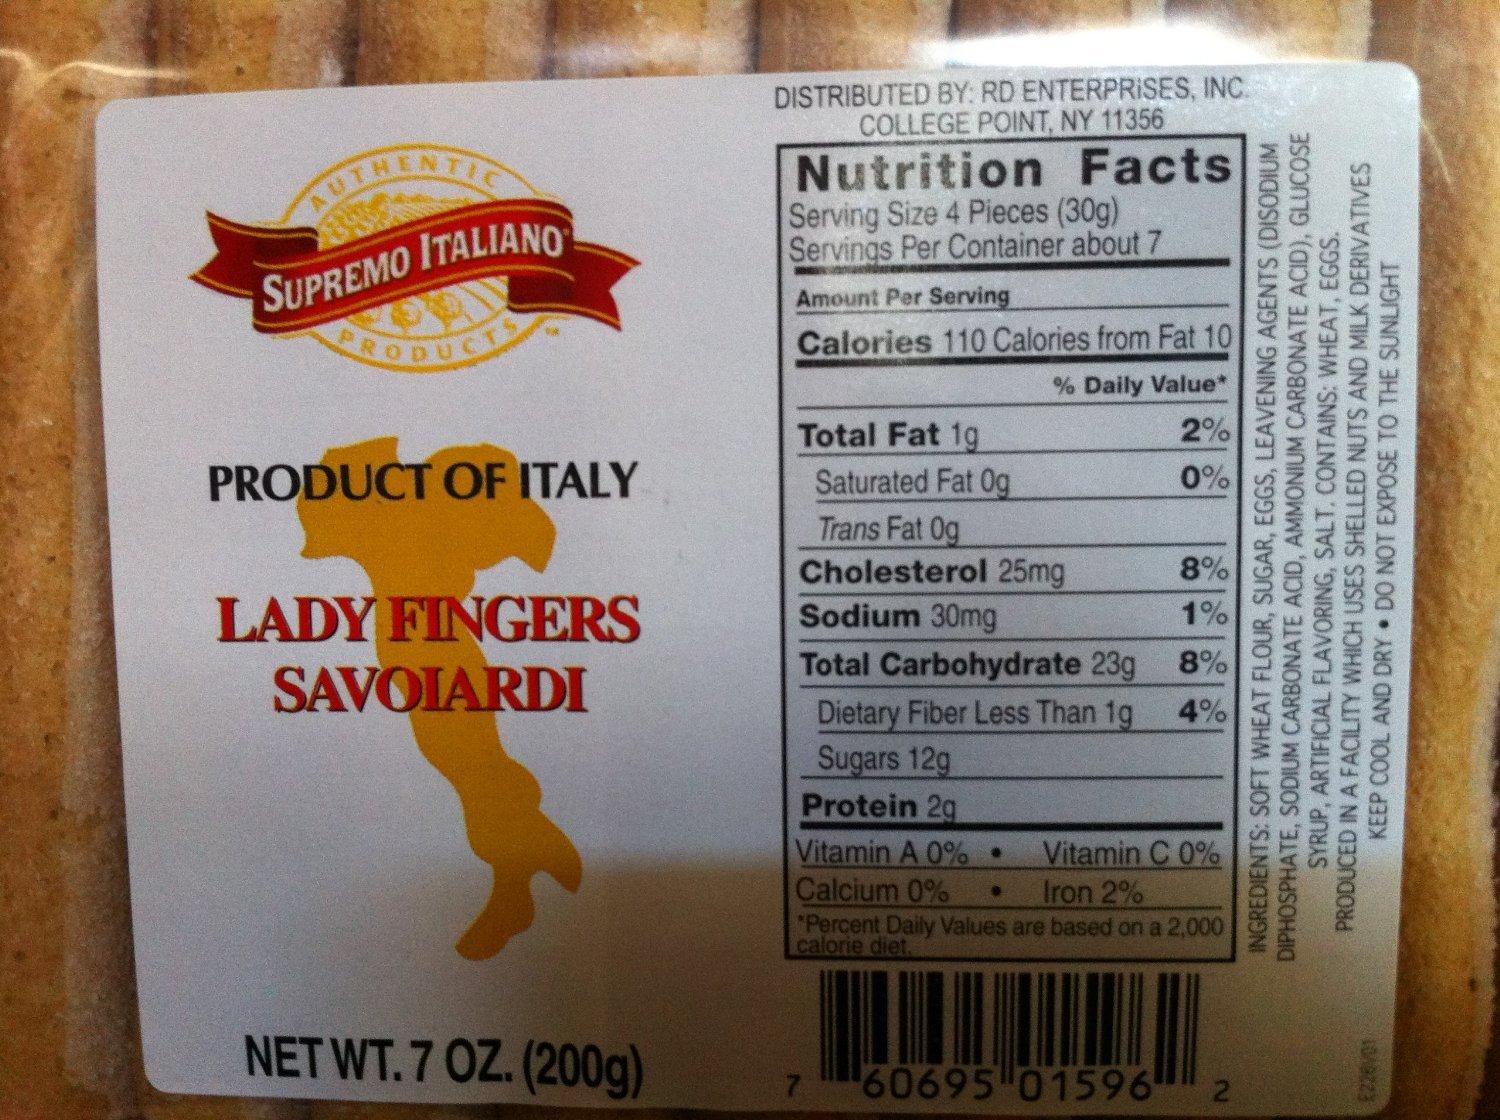 AUTHENTIC
SUPREMO ITALIANO
PRODUCTS™
PRODUCT OF ITALY
LADY FINGERS
SAVOIARDI
NET WT. 7 OZ. (200g)
DISTRIBUTED BY: RD ENTERPRISES, INC.
COLLEGE POINT, NY 11356
Nutrition Facts
Serving Size 4 Pieces (30g)
Servings Per Container about 7
Amount Per Serving
Calories 110 Calories from Fat 10
% Daily Value*
Total Fat 1g 2%
Saturated Fat 0g 0%
Trans Fat 0g
Cholesterol 25mg 8%
Sodium 30mg 1%
Total Carbohydrate 23g 8%
Dietary Fiber Less Than 1g 4%
Sugars 12g
Protein 2g
Vitamin A 0% • Vitamin C 0%
Calcium 0% • Iron 2%
*Percent Daily Values are based on a 2,000
calorie diet.
7 60695 01596 2
INGREDIENTS: SOFT WHEAT FLOUR, SUGAR, EGGS, LEAVENING AGENTS (DISODIUM
DIPHOSPHATE, SODIUM CARBONATE ACID, AMMONIUM CARBONATE ACID), GLUCOSE
SYRUP, ARTIFICIAL FLAVORING, SALT. CONTAINS: WHEAT, EGGS.
PRODUCED IN A FACILITY WHICH USES SHELLED NUTS AND MILK DERIVATIVES
KEEP COOL AND DRY • DO NOT EXPOSE TO THE SUNLIGHT